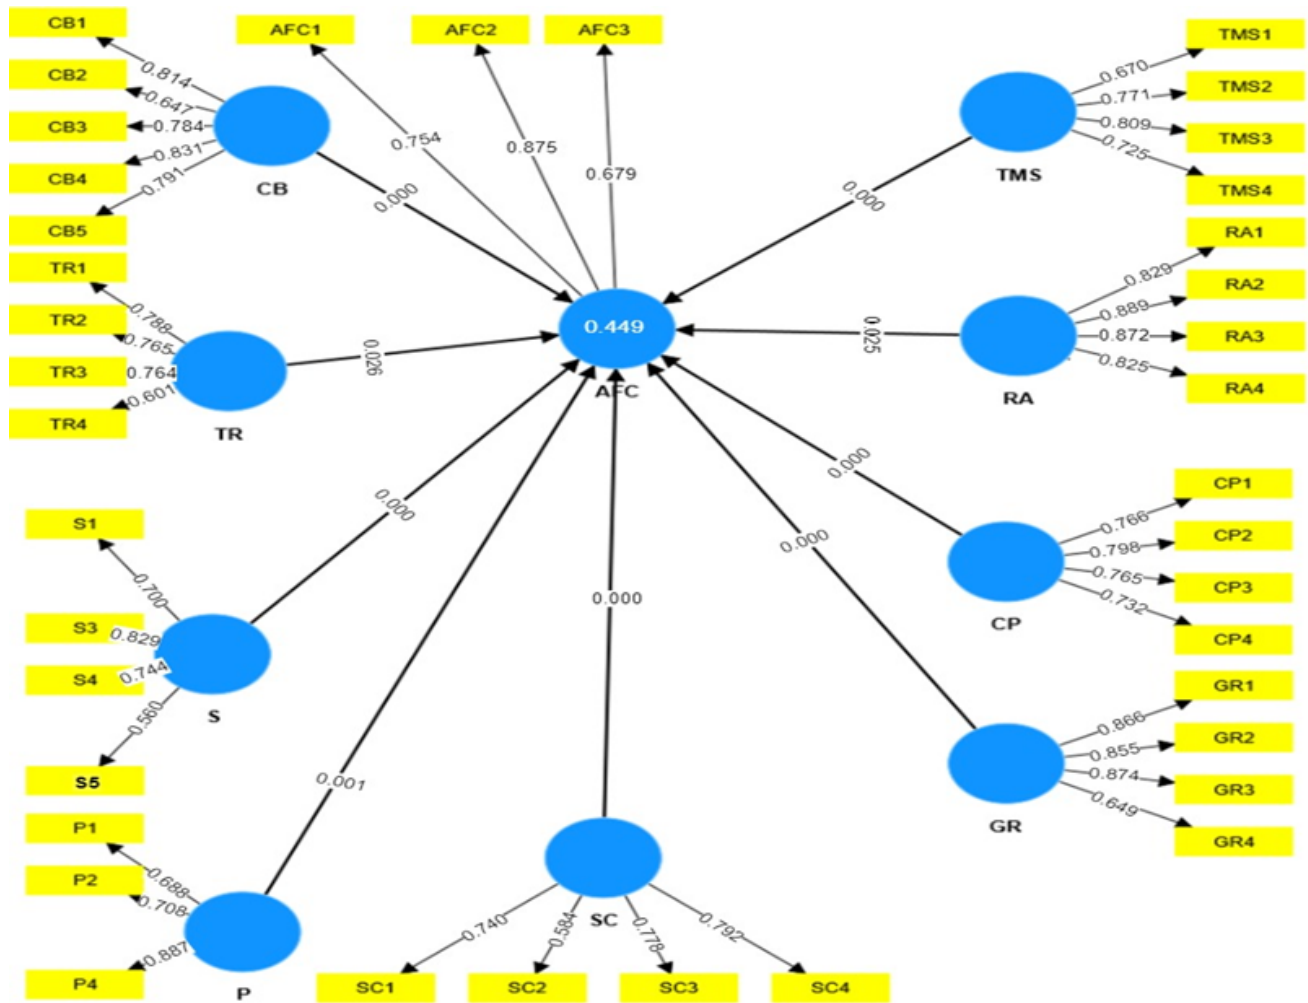 CB1
CB2
CB3
CB4
CB5
0.814
0.647
0.784
0.831
0.791
CB
0.000
AFC1
AFC2
AFC3
0.754
0.875
0.679
0.449
AFC
TMS1
TMS2
TMS3
TMS4
0.670
0.771
0.809
0.725
TMS
0.000
RA1
RA2
RA3
RA4
0.829
0.889
0.872
0.825
RA
0.025
TR1
TR2
TR3
TR4
0.788
0.765
0.764
0.601
TR
0.026
S1
S3
S4
S5
0.700
0.829
0.744
0.560
S
0.000
P1
P2
P4
0.688
0.708
0.887
P
0.001
SC
0.000
0.740
0.584
0.778
0.792
SC1
SC2
SC3
SC4
CP1
CP2
CP3
CP4
0.766
0.798
0.765
0.732
CP
0.000
GR1
GR2
GR3
GR4
0.866
0.855
0.874
0.649
GR
0.000